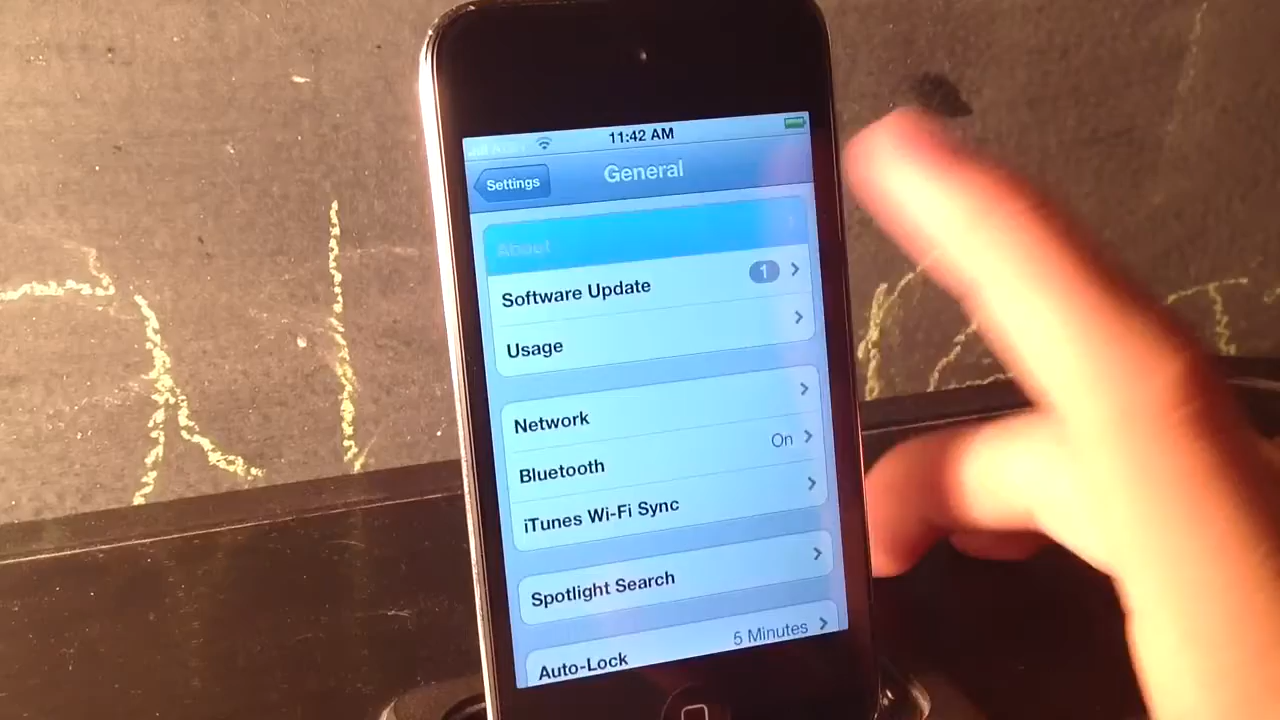 11:42 AM
Settings
General
About
Software Update 1
Usage
Network
Bluetooth On
iTunes Wi-Fi Sync
Spotlight Search
Auto-Lock 5 Minutes